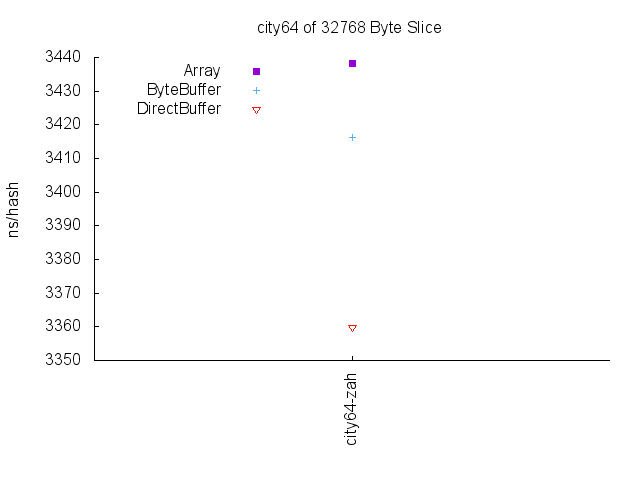 city64 of 32768 Byte Slice
3440
3430
3420
3410
3400
3390
3380
3370
3360
3350
ns/hash
Array
ByteBuffer
DirectBuffer
city64-zah